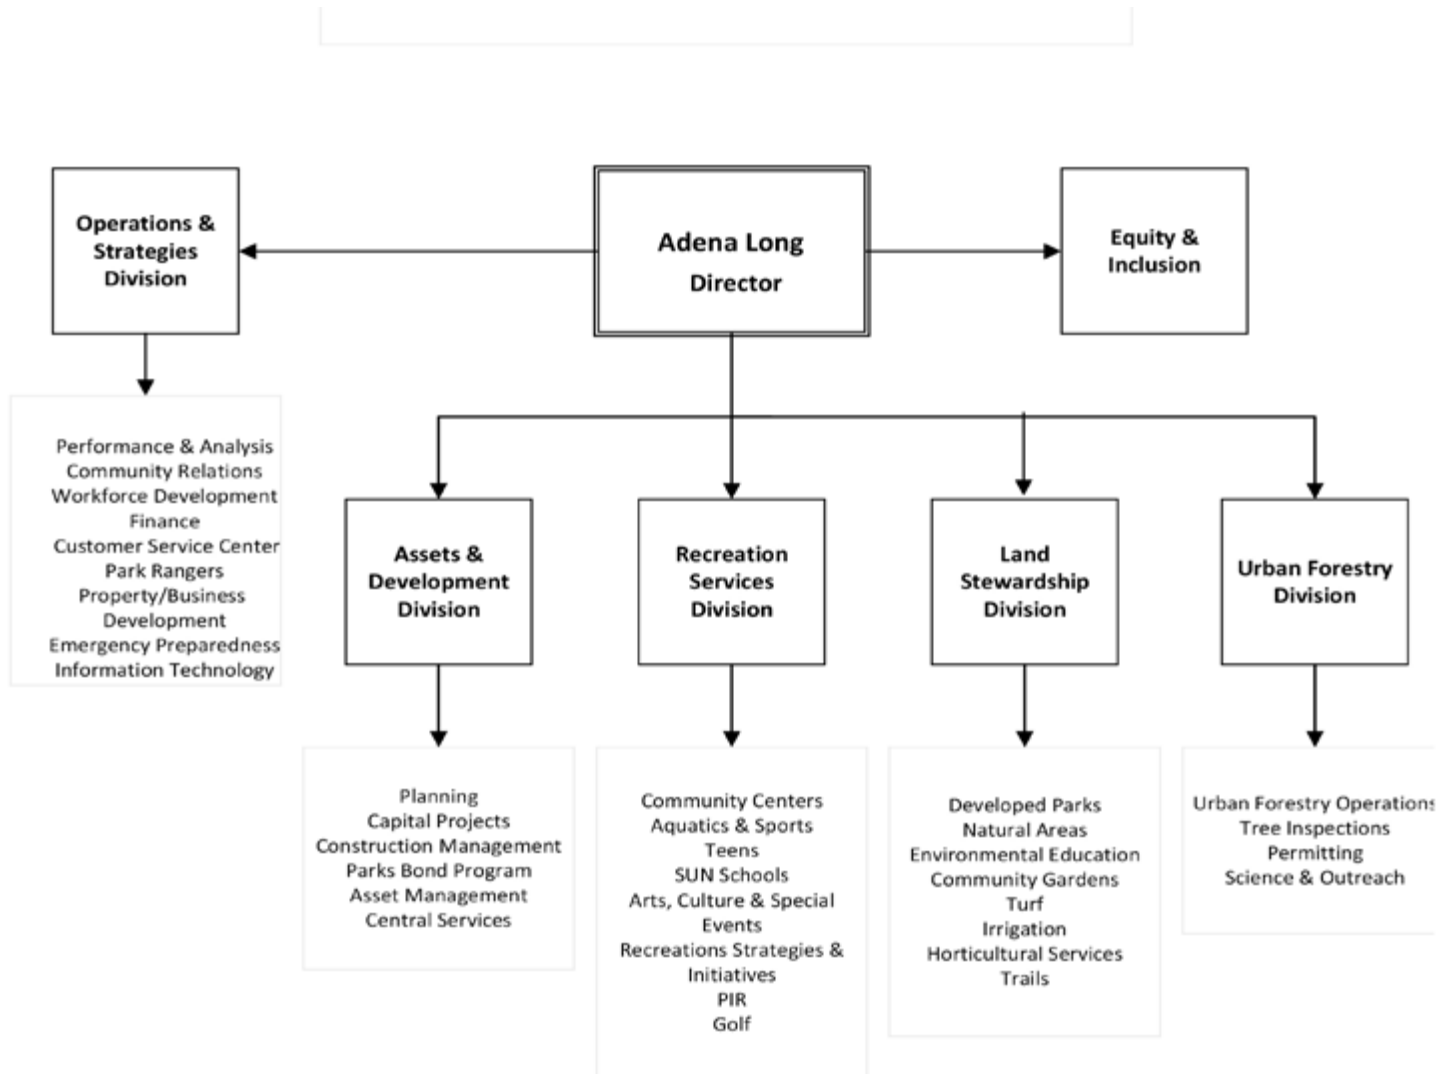 Operations &
Strategies
Division
Adena Long
Director
Equity &
Inclusion
Performance & Analysis
Community Relations
Workforce Development
Finance
Customer Service Center
Park Rangers
Property/Business
Development
Emergency Preparedness
Information Technology
Assets &
Development
Division
Recreation
Services
Division
Land
Stewardship
Division
Urban Forestry
Division
Planning
Capital Projects
Construction Management
Parks Bond Program
Asset Management
Central Services
Community Centers
Aquatics & Sports
Teens
SUN Schools
Arts, Culture & Special
Events
Recreations Strategies &
Initiatives
PIR
Golf
Developed Parks
Natural Areas
Environmental Education
Community Gardens
Turf
Irrigation
Horticultural Services
Trails
Urban Forestry Operations
Tree Inspections
Permitting
Science & Outreach